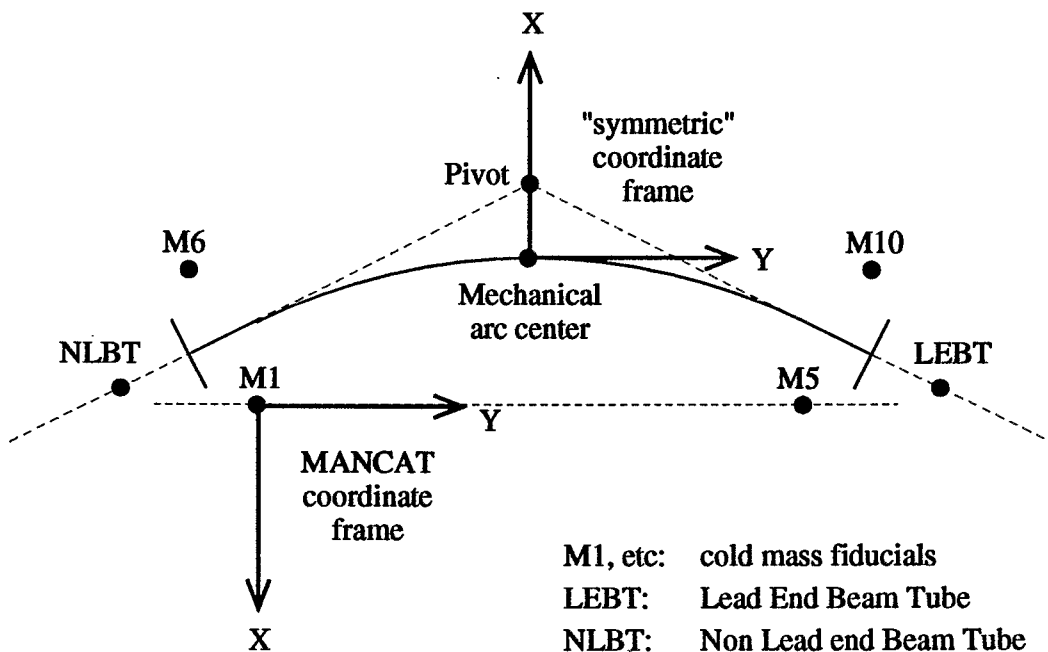 X
"symmetric"
coordinate
frame
Pivot
M6
M10
Y
Mechanical
arc center
NLBT
LEBT
M1
M5
Y
MANCAT
coordinate
frame
X
M1, etc: cold mass fiducials
LEBT: Lead End Beam Tube
NLBT: Non Lead end Beam Tube